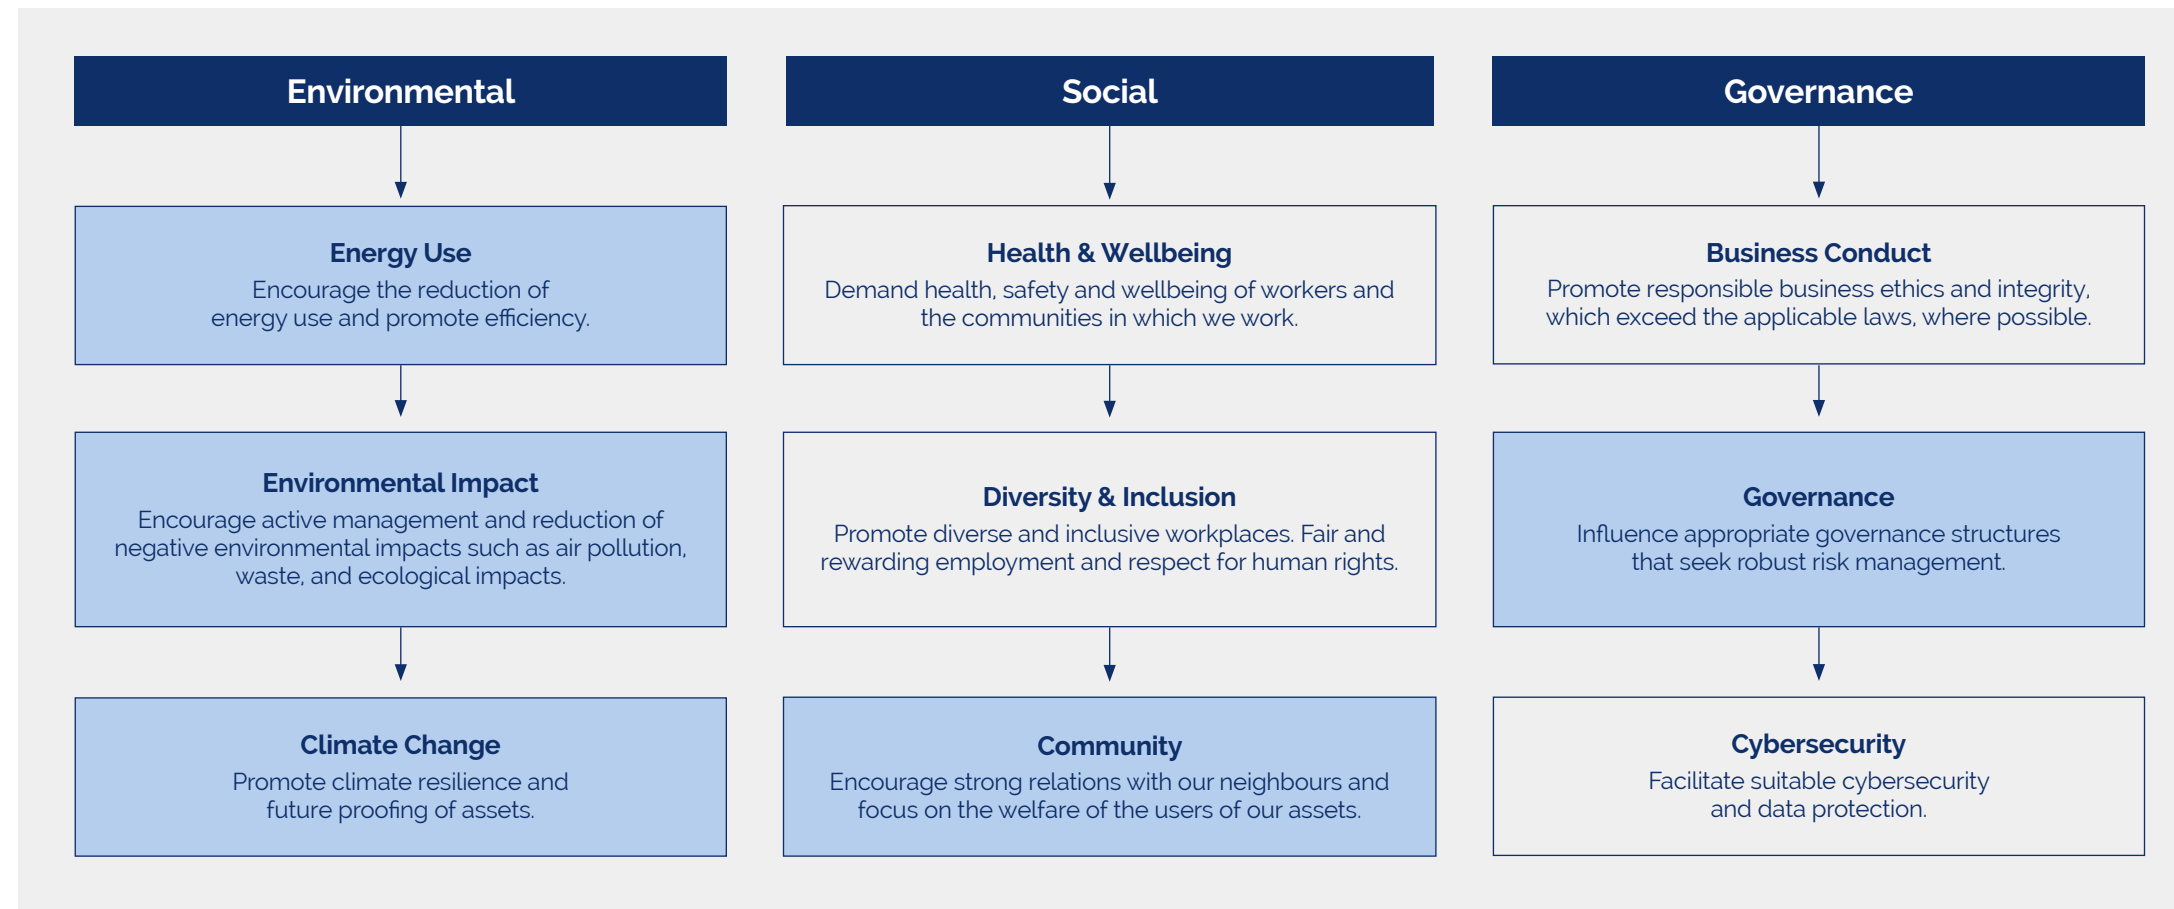 Environmental
Energy Use
Encourage the reduction of
energy use and promote efficiency.
Environmental Impact
Encourage active management and reduction of
negative environmental impacts such as air pollution,
waste, and ecological impacts.
Climate Change
Promote climate resilience and
future proofing of assets.
Social
Health & Wellbeing
Demand health, safety and wellbeing of workers and
the communities in which we work.
Diversity & Inclusion
Promote diverse and inclusive workplaces. Fair and
rewarding employment and respect for human rights.
Community
Encourage strong relations with our neighbours and
focus on the welfare of the users of our assets.
Governance
Business Conduct
Promote responsible business ethics and integrity,
which exceed the applicable laws, where possible.
Governance
Influence appropriate governance structures
that seek robust risk management.
Cybersecurity
Facilitate suitable cybersecurity
and data protection.